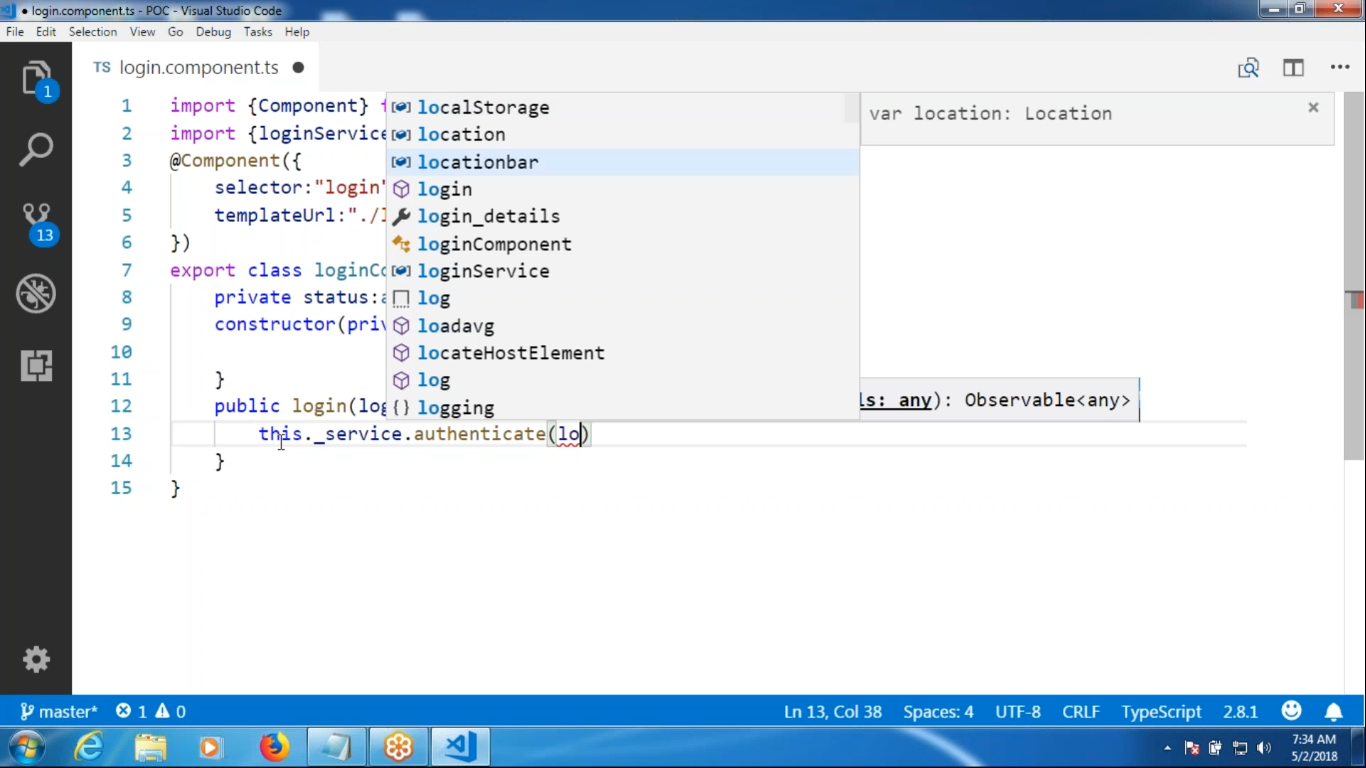 login.component.ts - POC - Visual Studio Code
File Edit Selection View Go Debug Tasks Help
TS login.component.ts
1 import {Component}
2 import {loginService
3 @Component({
4 selector:"login"
5 templateUrl:"./
6 })
7 export class
8 private status:
9 constructor(
10
11 }
12 public login(
13 this._service.authenticate(lo)
14 }
15 }
localStorage
location
locationbar
login
login_details
loginComponent
loginService
log
loadavg
locateHostElement
log
logging
var location: Location ×
ls: any): Observable<any>
1
13
master* 1 0 Ln 13, Col 38 Spaces: 4 UTF-8 CRLF TypeScript 2.8.1
7:34 AM
5/2/2018